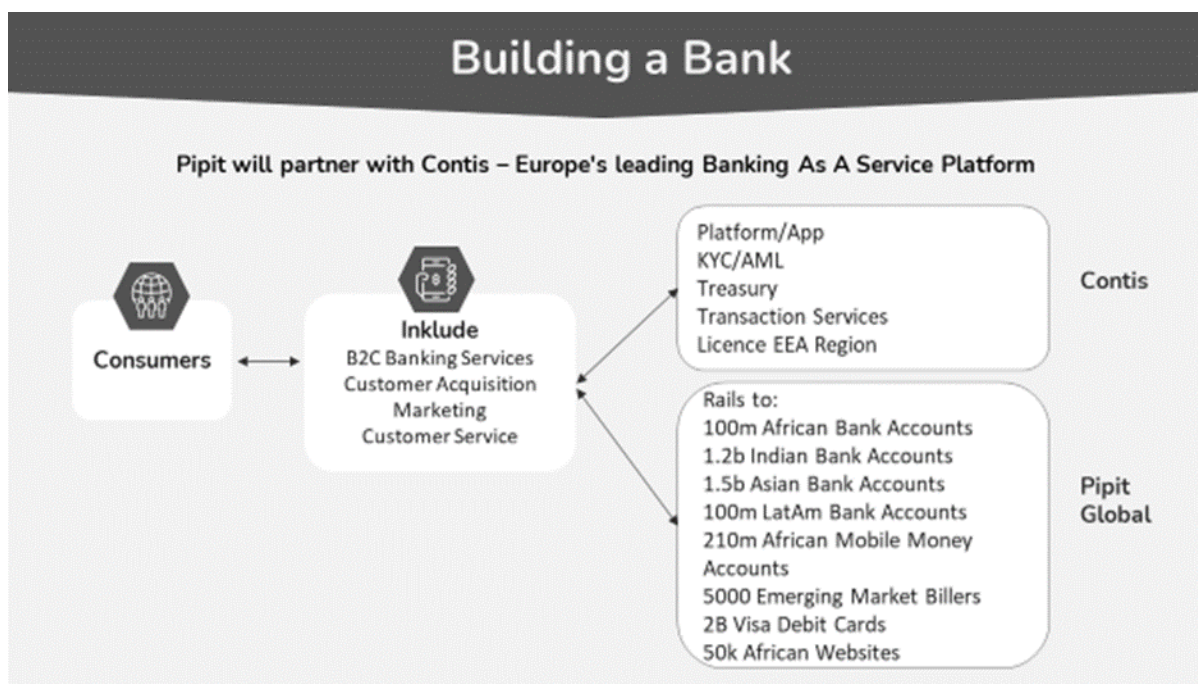 Building a Bank
Pipit will partner with Contis – Europe's leading Banking As A Service Platform
Consumers
Inklude
B2C Banking Services
Customer Acquisition
Marketing
Customer Service
Platform/App
KYC/AML
Treasury
Transaction Services
Licence EEA Region
Contis
Rails to:
100m African Bank Accounts
1.2b Indian Bank Accounts
1.5b Asian Bank Accounts
100m LatAm Bank Accounts
210m African Mobile Money
Accounts
5000 Emerging Market Billers
2B Visa Debit Cards
50k African Websites
Pipit
Global